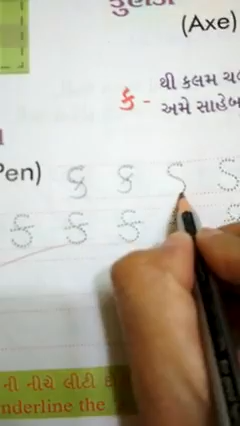 (Axe)
ક - થી કલમ
અમે
Pen) ક ક
ક ક ક
ની નીચે લીટી
nderline the